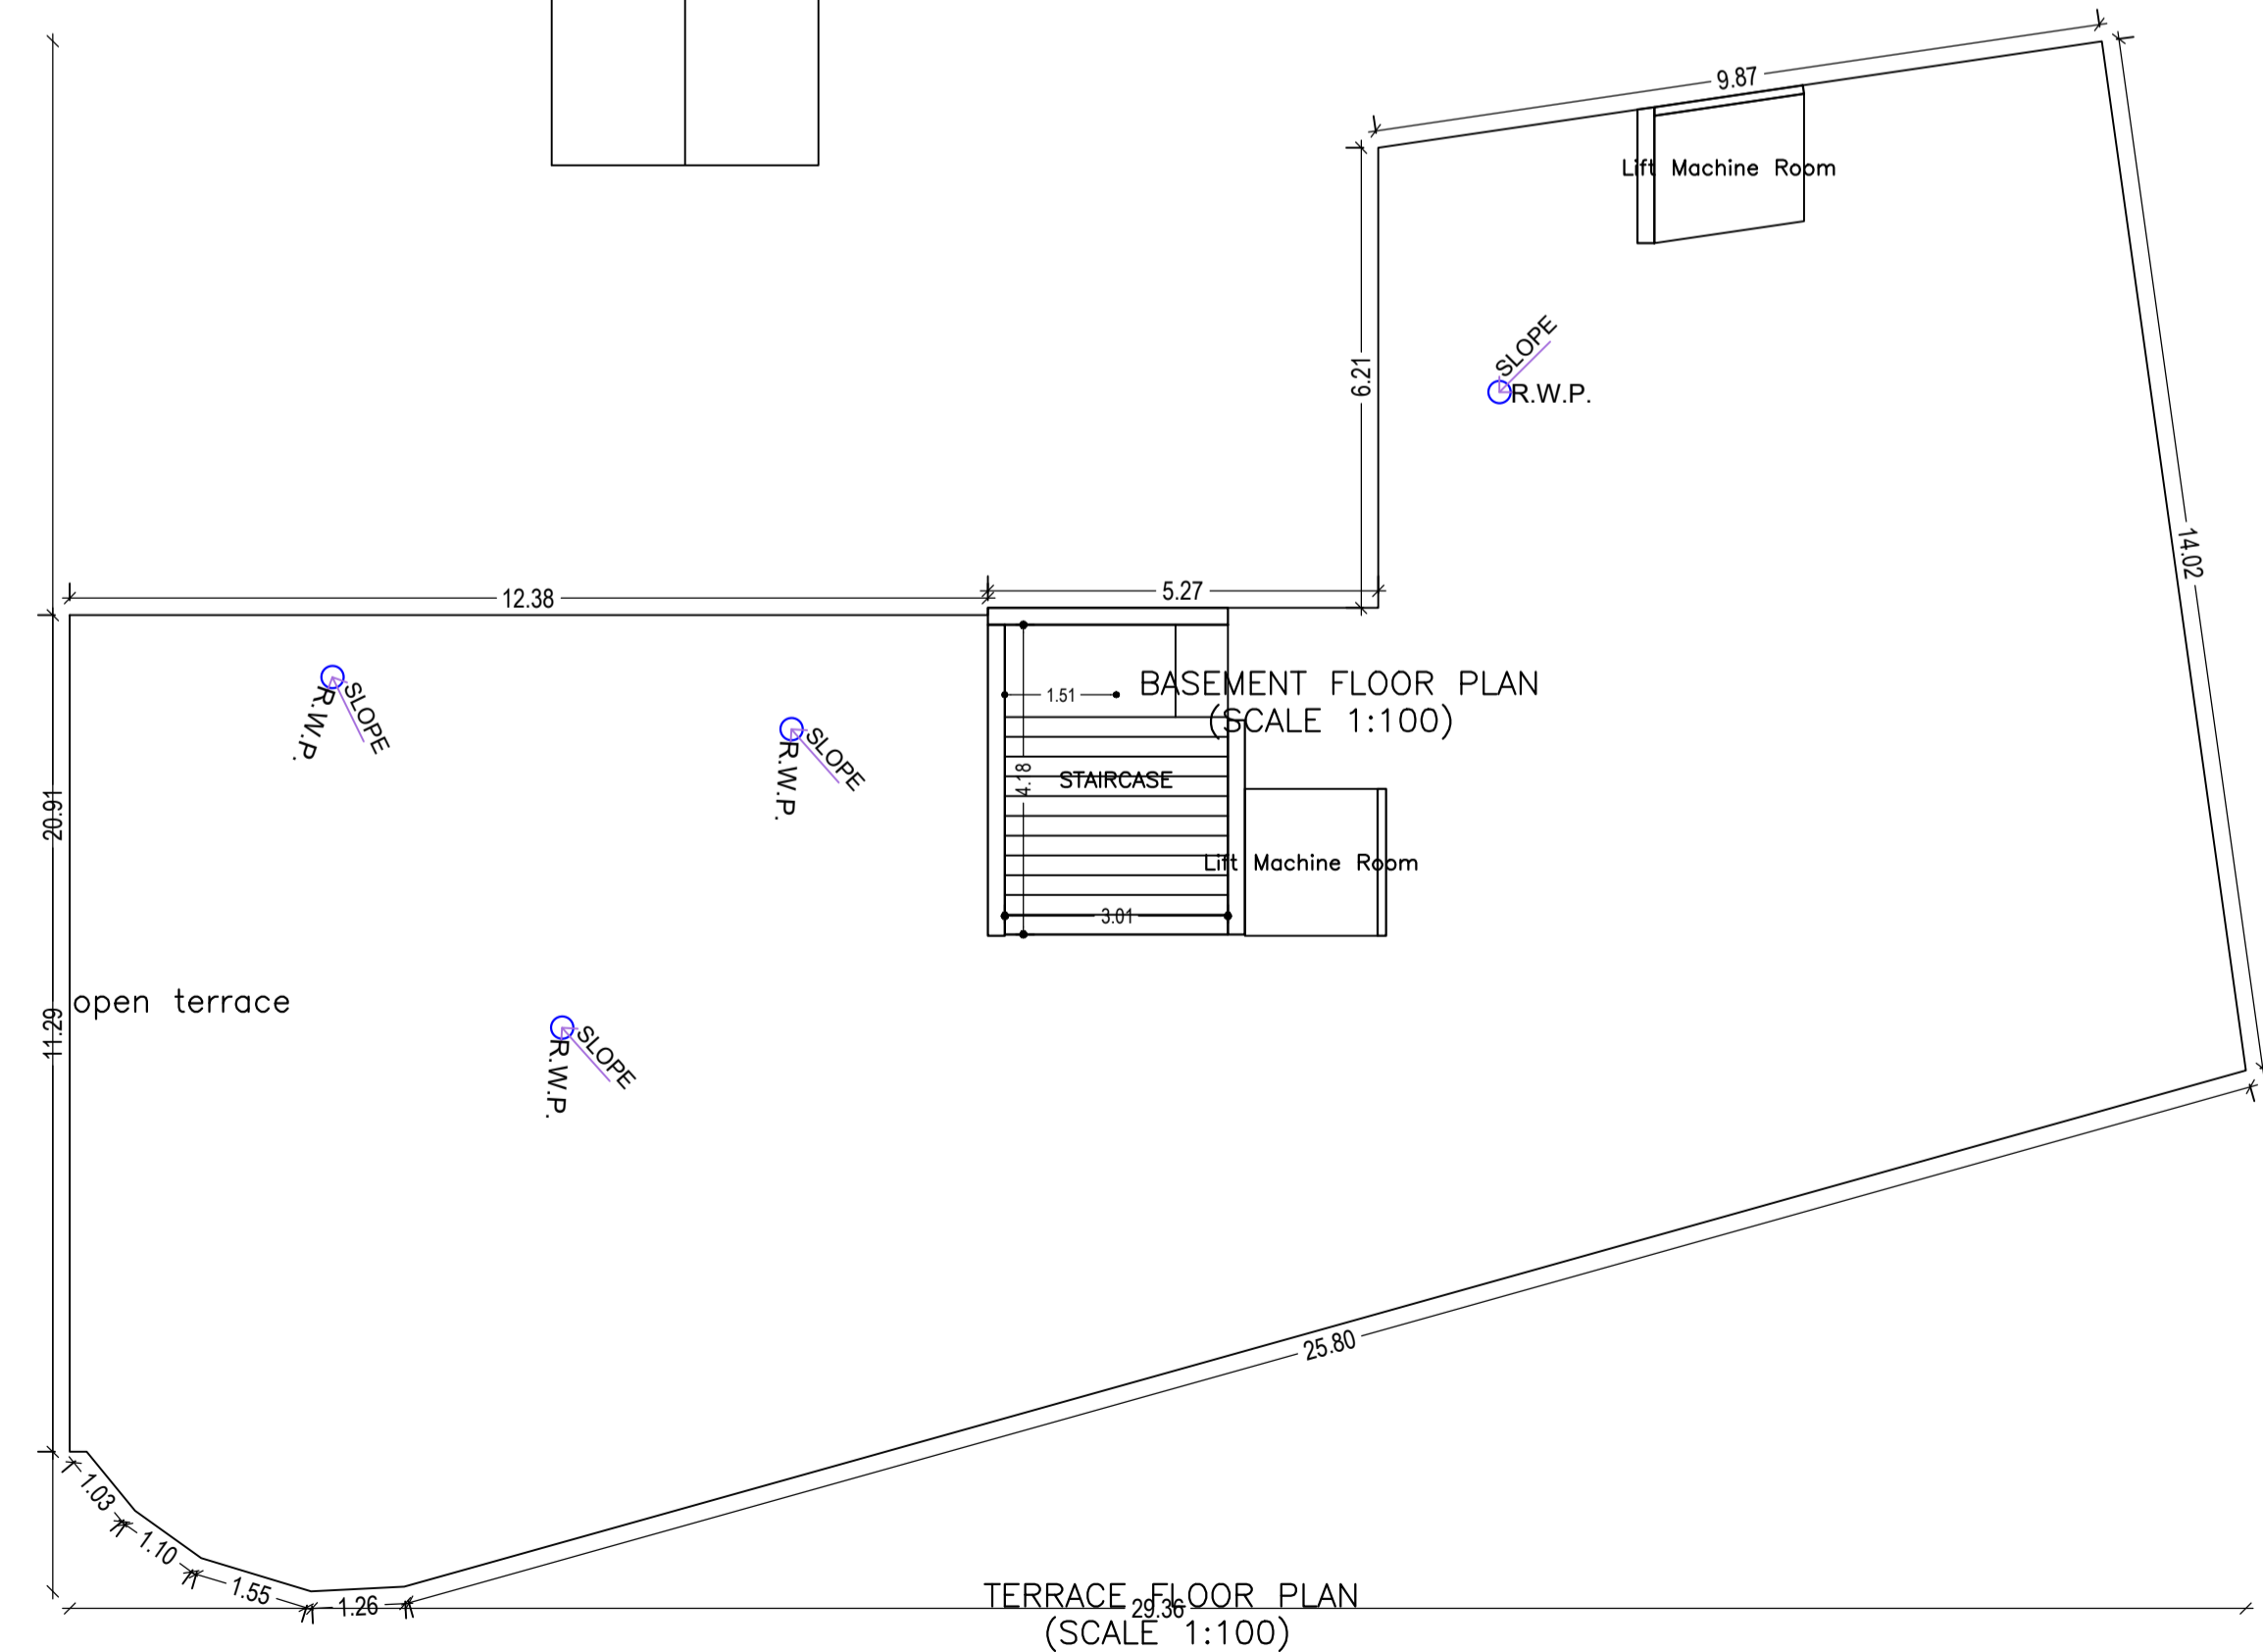 9.87
Lift Machine Room
14.02
6.21
SLOPE
R.W.P.
12.38
5.27
SLOPE
R.W.P.
SLOPE
R.W.P.
1.51
BASEMENT FLOOR PLAN
(SCALE 1:100)
4.18
STAIRCASE
20.91
Lift Machine Room
3.01
open terrace
11.29
SLOPE
R.W.P.
25.80
1.03
1.10
1.55
1.26
TERRACE FLOOR PLAN
29.36
(SCALE 1:100)